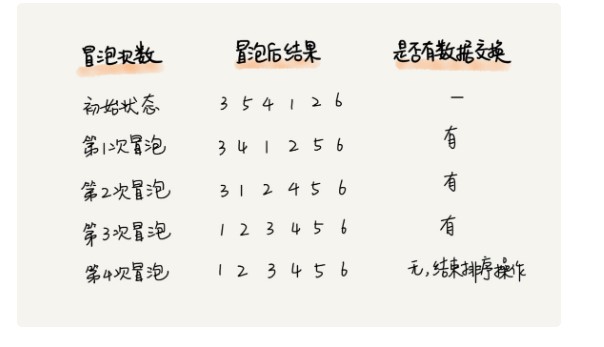 冒泡次数 冒泡后结果 是否有数据交换
初始状态 3 5 4 1 2 6 —
第1次冒泡 3 4 1 2 5 6 有
第2次冒泡 3 1 2 4 5 6 有
第3次冒泡 1 2 3 4 5 6 有
第4次冒泡 1 2 3 4 5 6 无,结束排序操作